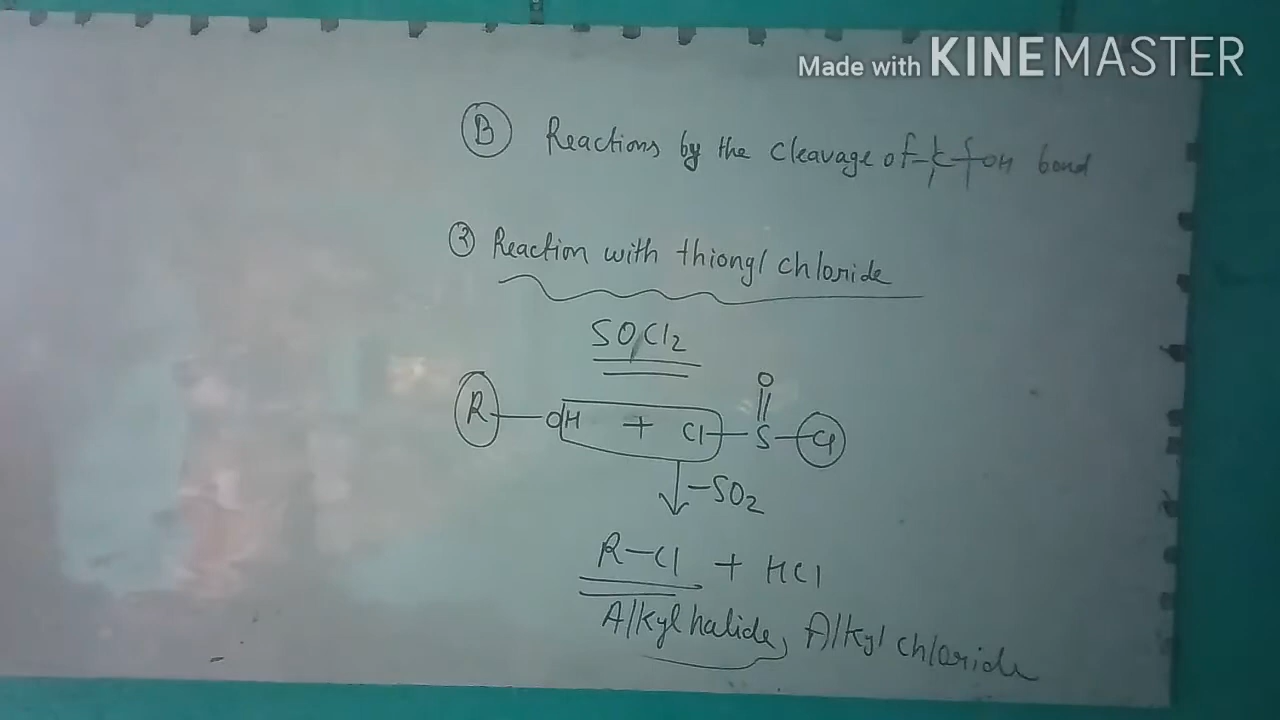 Made with KINEMASTER
Ⓑ Reactions by the cleavage of -C-OH bond
③ Reaction with thionyl chloride
SOCl2
R-OH + Cl-S-Cl
O
-SO2
R-Cl + HCl
Alkyl halide, Alkyl chloride